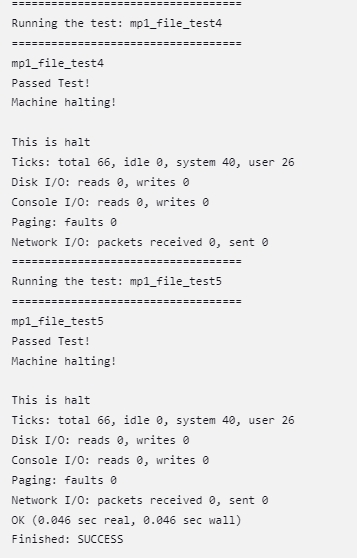 ===================================
Running the test: mp1_file_test4
===================================
mp1_file_test4
Passed Test!
Machine halting!

This is halt
Ticks: total 66, idle 0, system 40, user 26
Disk I/O: reads 0, writes 0
Console I/O: reads 0, writes 0
Paging: faults 0
Network I/O: packets received 0, sent 0
===================================
Running the test: mp1_file_test5
===================================
mp1_file_test5
Passed Test!
Machine halting!

This is halt
Ticks: total 66, idle 0, system 40, user 26
Disk I/O: reads 0, writes 0
Console I/O: reads 0, writes 0
Paging: faults 0
Network I/O: packets received 0, sent 0
OK (0.046 sec real, 0.046 sec wall)
Finished: SUCCESS